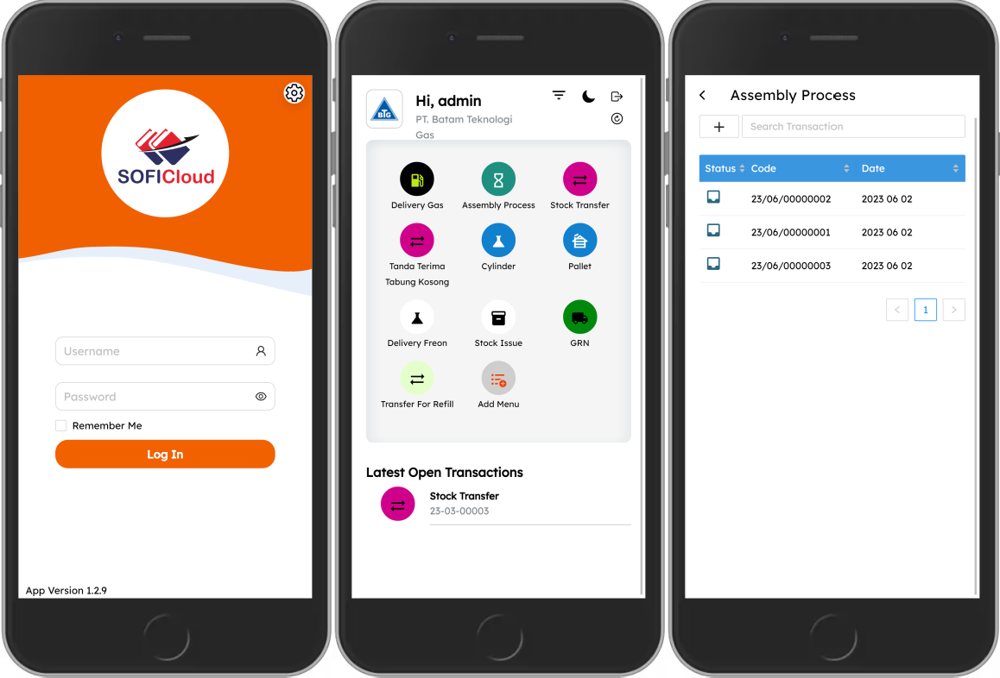 SOFICloud
Username
Password
Remember Me
Log In
App Version 1.2.9
BTG
Hi, admin
PT. Batam Teknologi
Gas
Delivery Gas
Assembly Process
Stock Transfer
Tanda Terima
Tabung Kosong
Cylinder
Pallet
Delivery Freon
Stock Issue
GRN
Transfer For Refill
Add Menu
Latest Open Transactions
Stock Transfer
23-03-00003
Assembly Process
Search Transaction
Status Code Date
23/06/00000002 2023 06 02
23/06/00000001 2023 06 02
23/06/00000003 2023 06 02
< 1 >